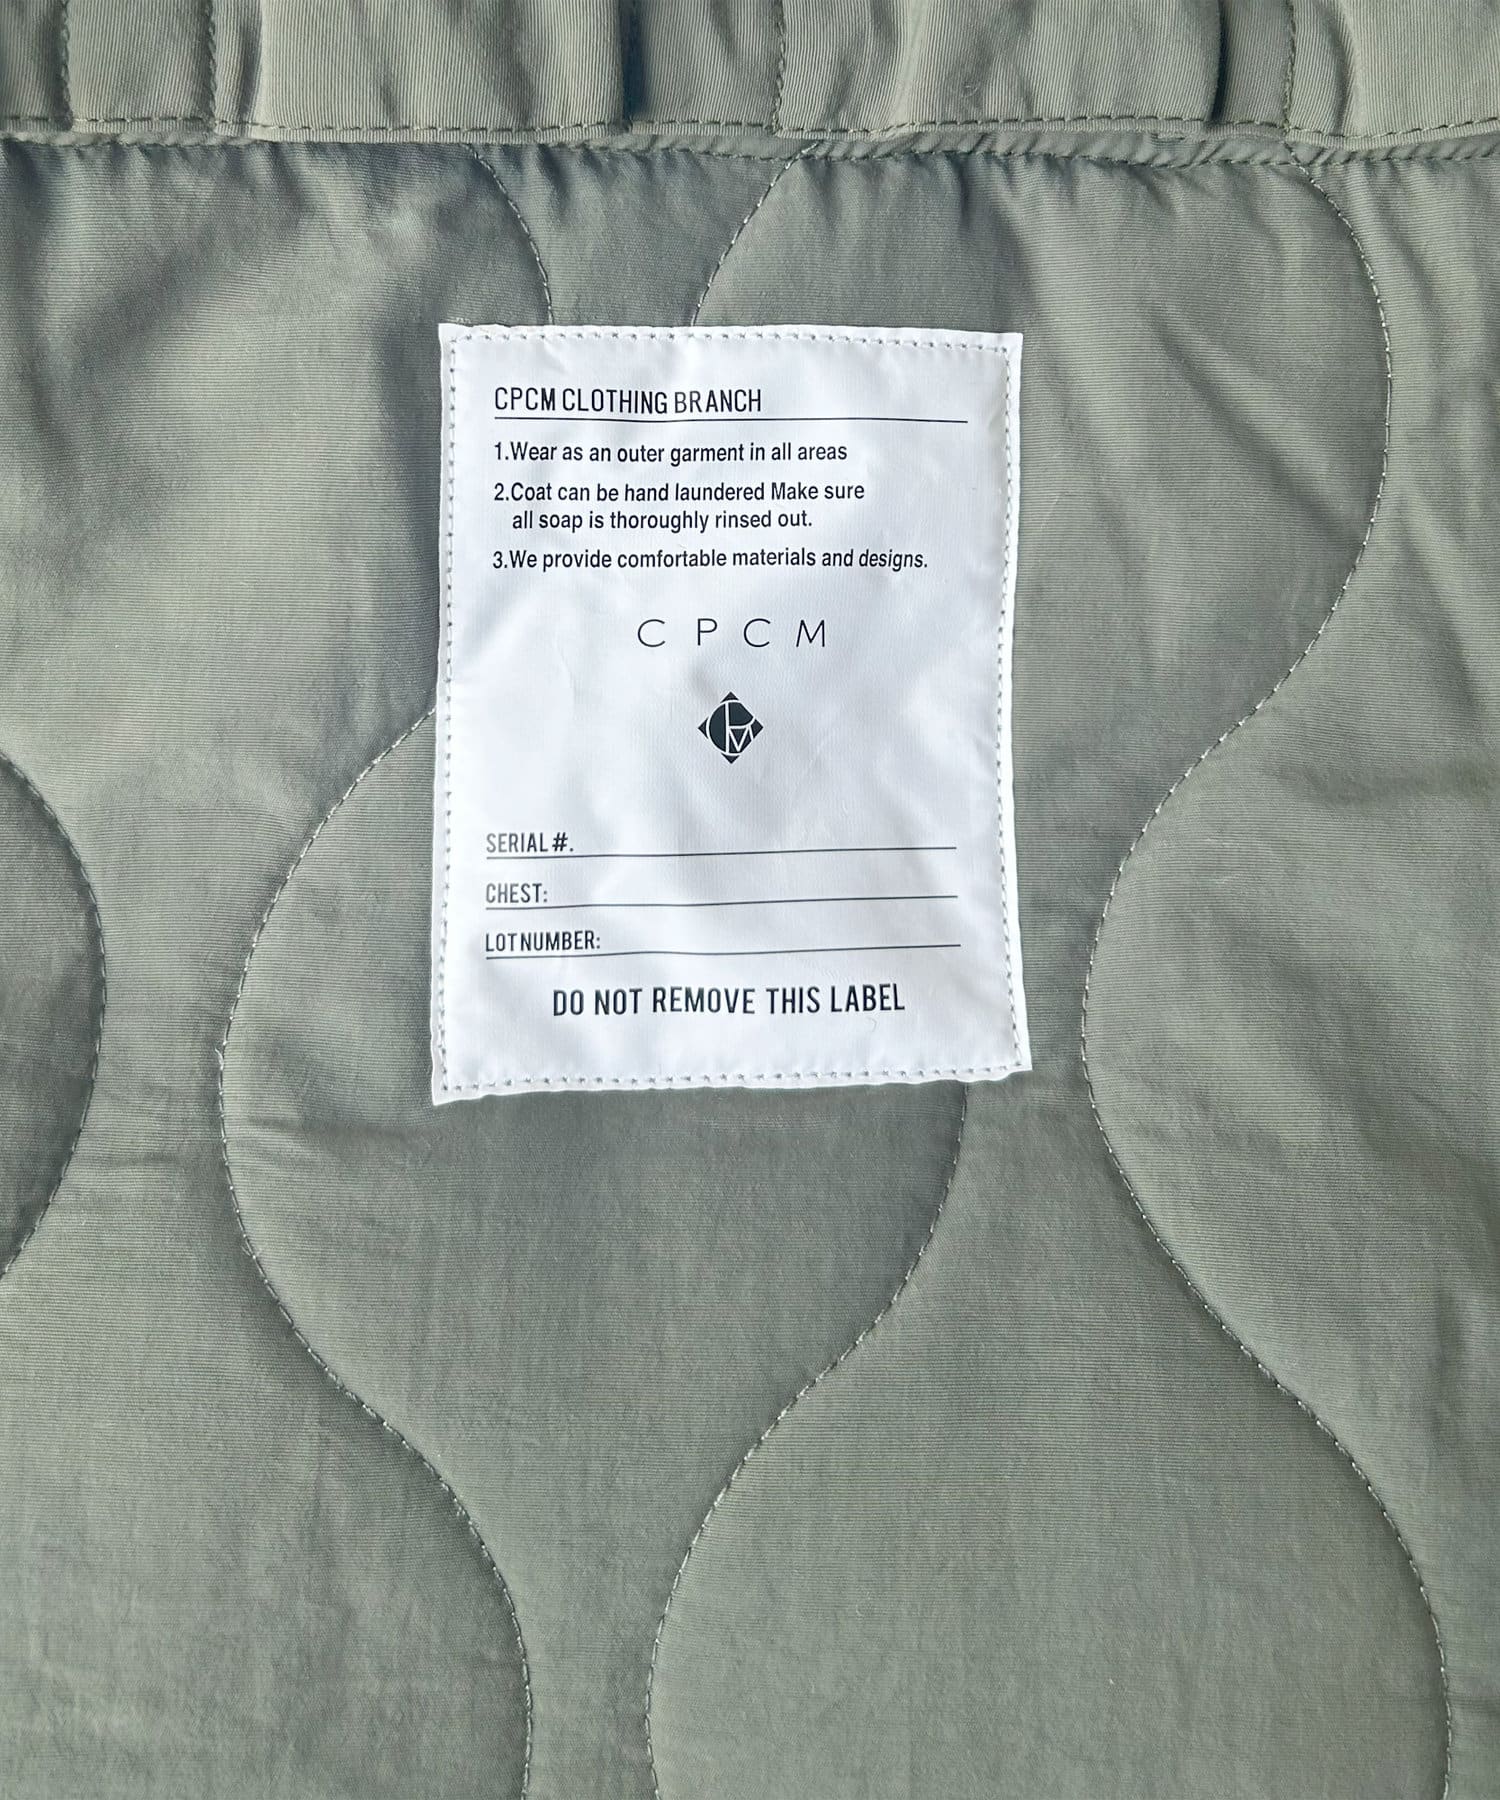 CPCM CLOTHING BRANCH
1.Wear as an outer garment in all areas
2.Coat can be hand laundered Make sure
all soap is thoroughly rinsed out.
3.We provide comfortable materials and designs.
C P C M
SERIAL #.
CHEST:
LOT NUMBER:
DO NOT REMOVE THIS LABEL